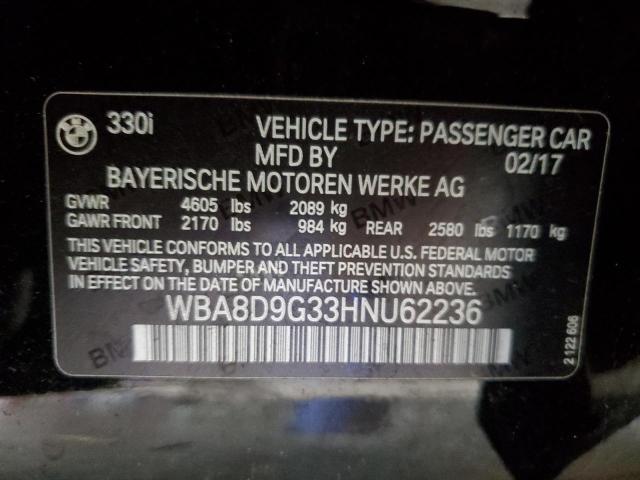 BMW 330i VEHICLE TYPE: PASSENGER CAR
MFD BY 02/17
BAYERISCHE MOTOREN WERKE AG
GVWR 4605 lbs 2089 kg
GAWR FRONT 2170 lbs 984 kg REAR 2580 lbs 1170 kg
THIS VEHICLE CONFORMS TO ALL APPLICABLE U.S. FEDERAL MOTOR
VEHICLE SAFETY, BUMPER AND THEFT PREVENTION STANDARDS
IN EFFECT ON THE DATE OF MANUFACTURE SHOWN ABOVE.
WBA8D9G33HNU62236
2 122 606